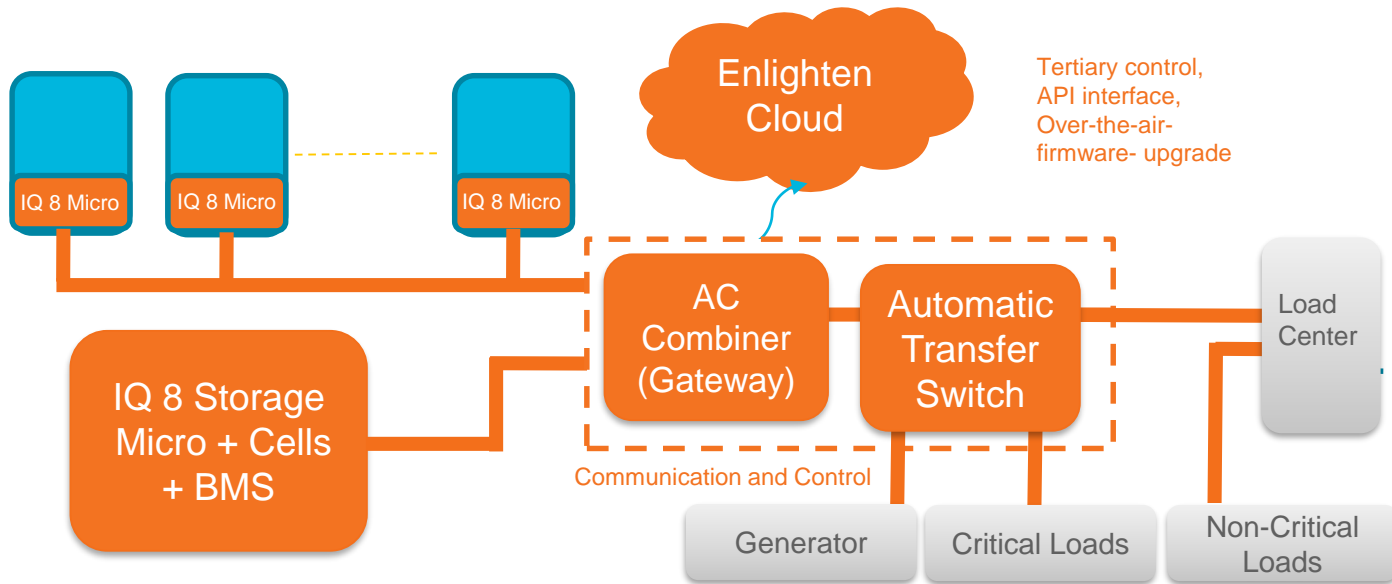 Enlighten
Cloud
Tertiary control,
API interface,
Over-the-air-
firmware- upgrade
IQ 8 Micro
IQ 8 Micro
IQ 8 Micro
AC
Combiner
(Gateway)
Automatic
Transfer
Switch
Load
Center
IQ 8 Storage
Micro + Cells
+ BMS
Communication and Control
Generator
Critical Loads
Non-Critical
Loads